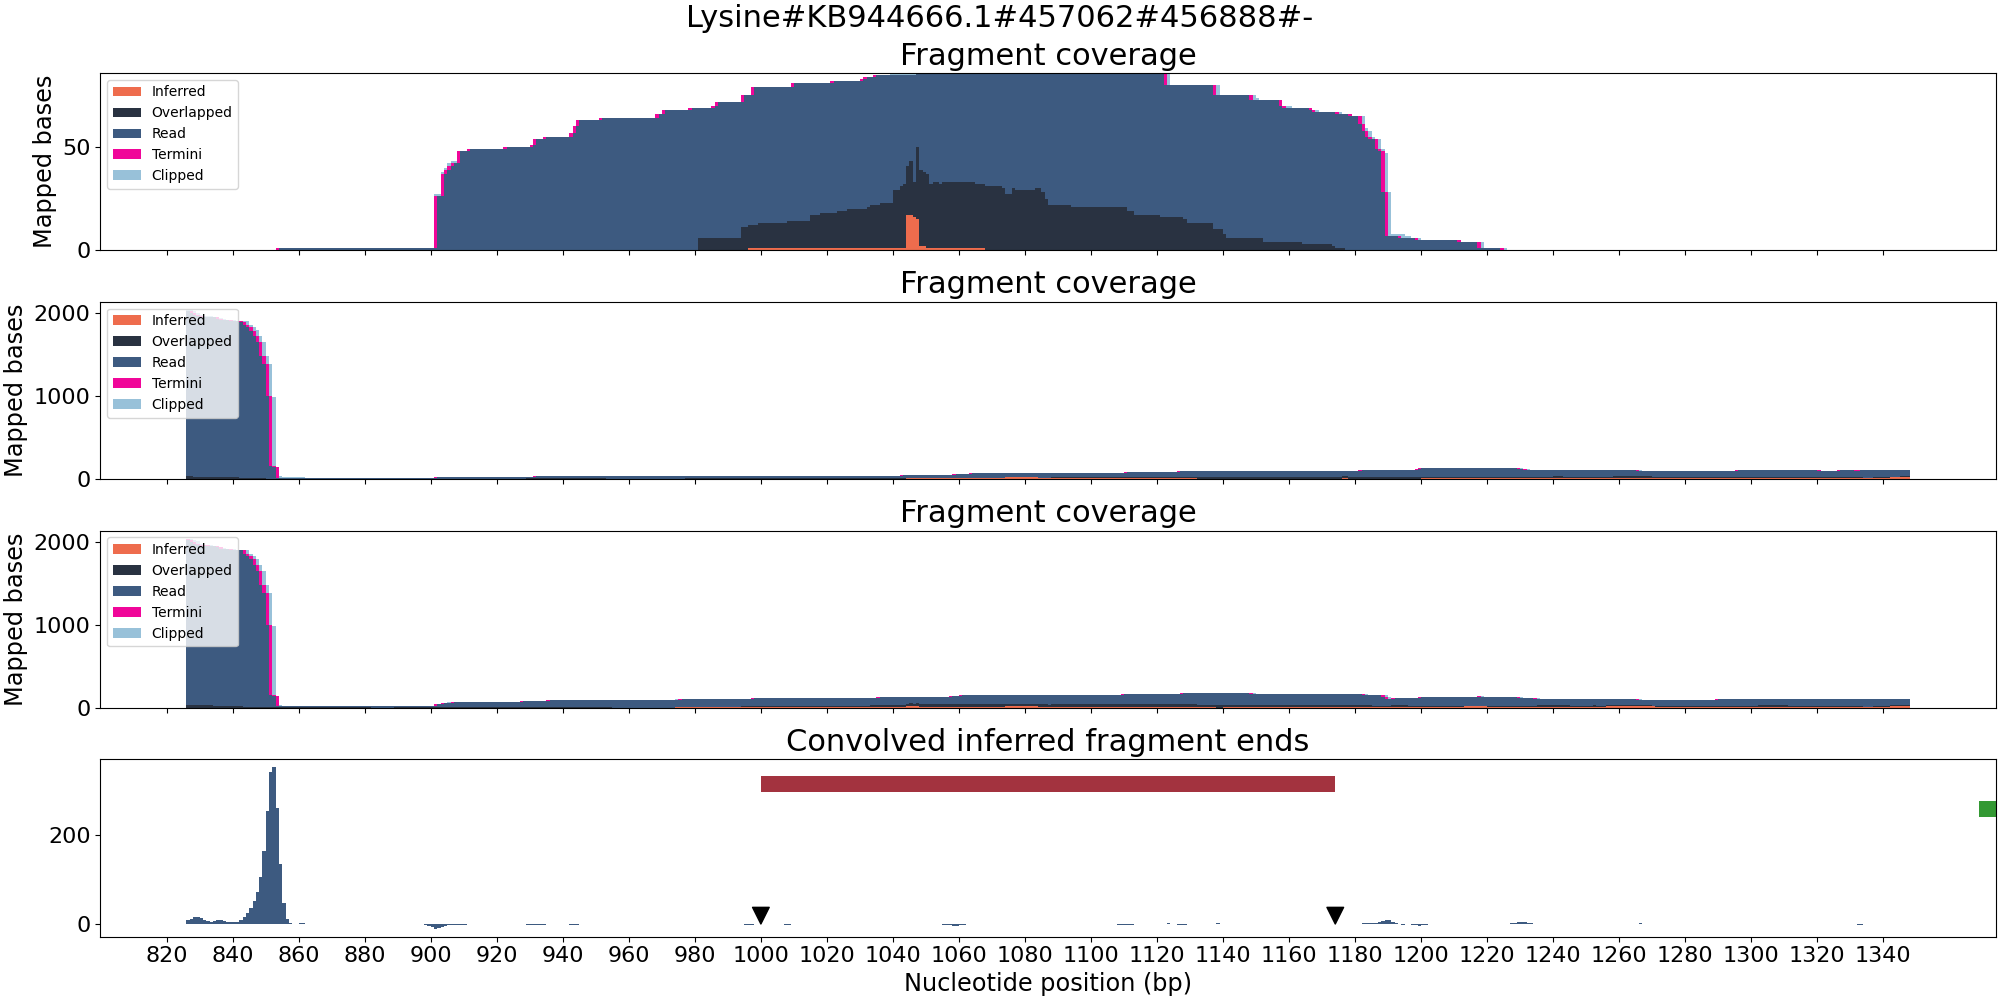 Lysine#KB944666.1#457062#456888#-
Fragment coverage
Mapped bases
50
0
Inferred
Overlapped
Read
Termini
Clipped
Fragment coverage
Mapped bases
2000
1000
0
Inferred
Overlapped
Read
Termini
Clipped
Fragment coverage
Mapped bases
2000
1000
0
Inferred
Overlapped
Read
Termini
Clipped
Convolved inferred fragment ends
200
0
820 840 860 880 900 920 940 960 980 1000 1020 1040 1060 1080 1100 1120 1140 1160 1180 1200 1220 1240 1260 1280 1300 1320 1340
Nucleotide position (bp)